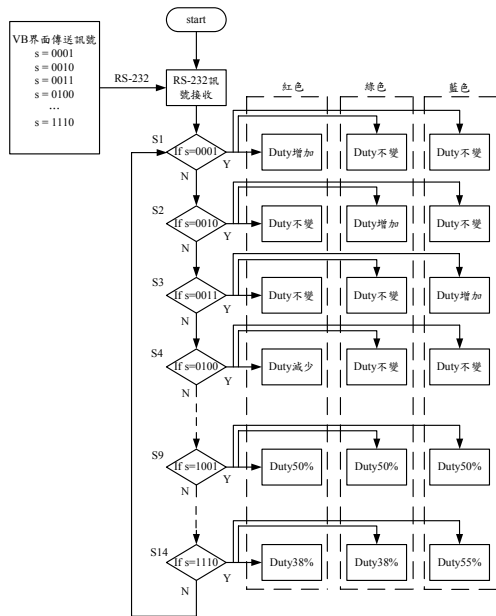 start
VB界面傳送訊號
s = 0001
s = 0010
s = 0011
s = 0100
...
s = 1110
RS-232
RS-232訊
號接收
紅色
綠色
藍色
S1
If s=0001
Y
N
Duty增加
Duty不變
Duty不變
S2
If s=0010
Y
N
Duty不變
Duty增加
Duty不變
S3
If s=0011
Y
N
Duty不變
Duty不變
Duty增加
S4
If s=0100
Y
N
Duty減少
Duty不變
Duty不變
S9
If s=1001
Y
N
Duty50%
Duty50%
Duty50%
S14
If s=1110
Y
N
Duty38%
Duty38%
Duty55%